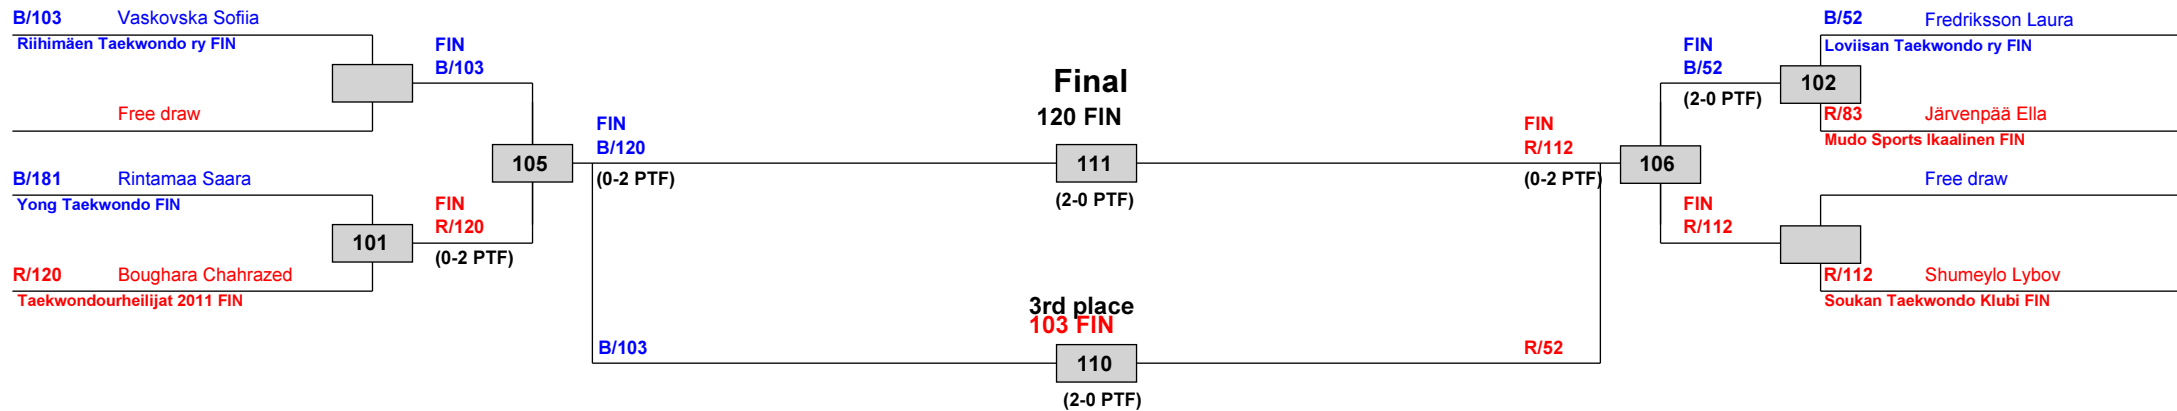 B/103 Vaskovska Sofiia
Riihimäen Taekwondo ry FIN
FIN
B/103
Free draw
B/181 Rintamaa Saara
Yong Taekwondo FIN
101
FIN
R/120
(0-2 PTF)
R/120 Boughara Chahrazed
Taekwondourheilijat 2011 FIN
105
FIN
B/120
(0-2 PTF)
Final
120 FIN
111
(2-0 PTF)
3rd place
103 FIN
B/103
110
(2-0 PTF)
R/52
FIN
R/112
(0-2 PTF)
106
FIN
B/52
(2-0 PTF)
102
B/52 Fredriksson Laura
Loviisan Taekwondo ry FIN
R/83 Järvenpää Ella
Mudo Sports Ikaalinen FIN
Free draw
FIN
R/112
R/112 Shumeylo Lybov
Soukan Taekwondo Klubi FIN